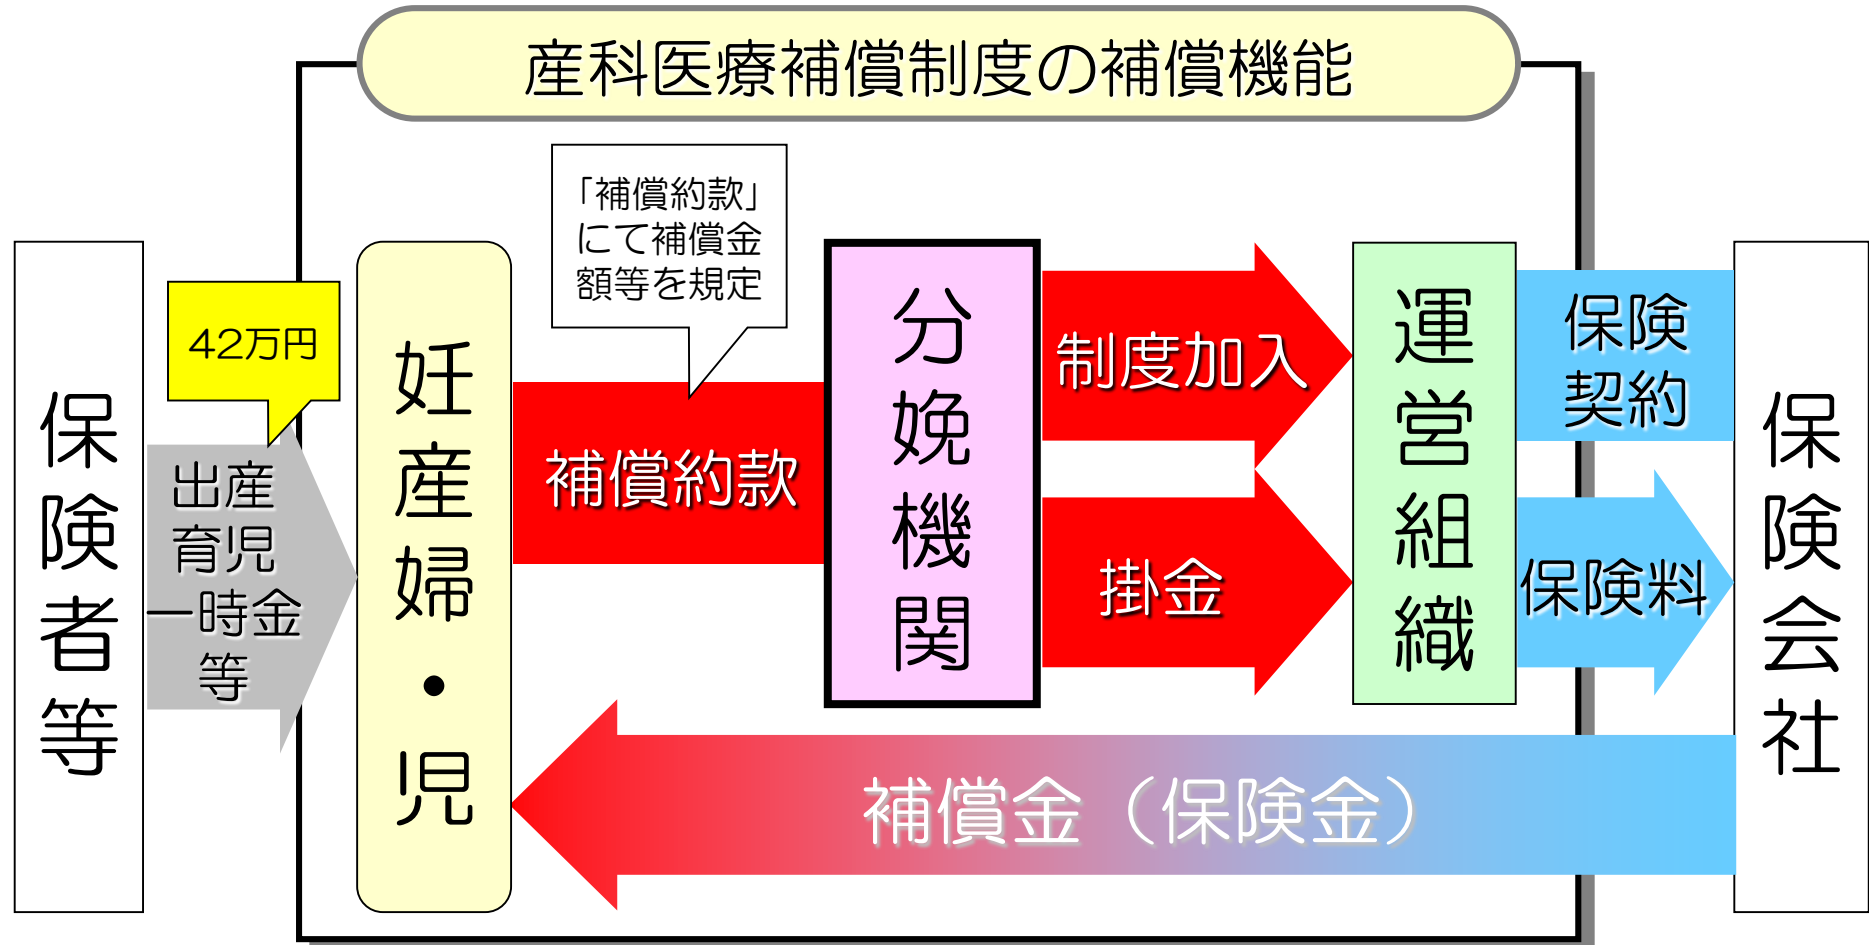 産科医療補償制度の補償機能
「補償約款」
にて補償金
額等を規定
42万円
保険者等
出産
育児
一時金
等
妊産婦・児
補償約款
分娩機関
制度加入
掛金
運営組織
保険
契約
保険料
保険会社
補償金（保険金）